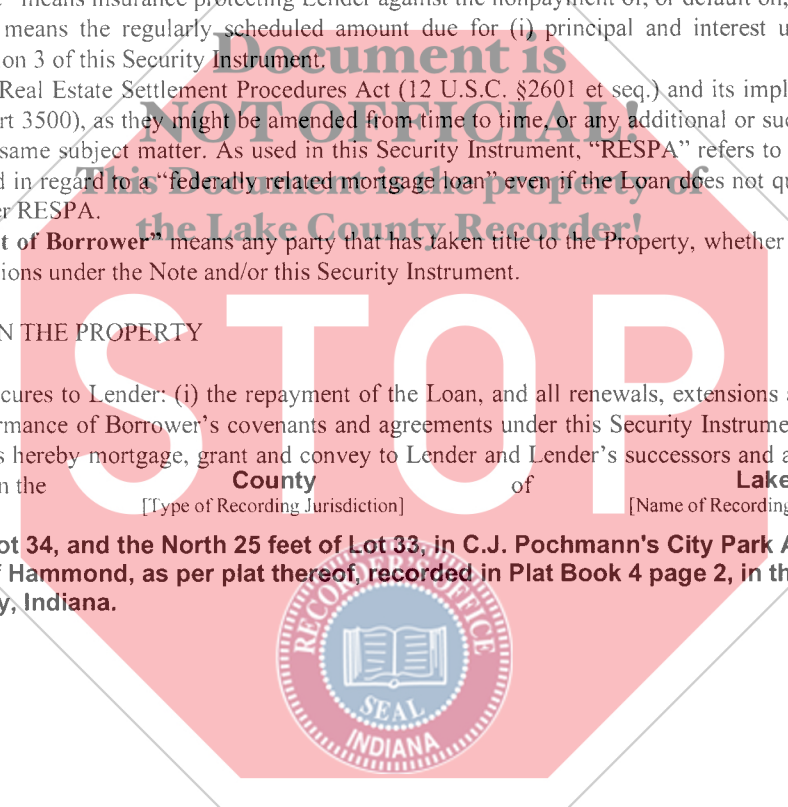 means insurance protecting Lender against the nonpayment of, or default on,
means the regularly scheduled amount due for (i) principal and interest u
on 3 of this Security Instrument.
Document is
Real Estate Settlement Procedures Act (12 U.S.C. §2601 et seq.) and its impl
NOT OFFICIAL!
rt 3500), as they might be amended from time to time, or any additional or suc
same subject matter. As used in this Security Instrument, “RESPA” refers to
This Document is the property of
d in regard to a “federally related mortgage loan” even if the Loan does not qu
er RESPA.
the Lake County Recorder!
t of Borrower” means any party that has taken title to the Property, whether
ions under the Note and/or this Security Instrument.
STOP
N THE PROPERTY
cures to Lender: (i) the repayment of the Loan, and all renewals, extensions a
rmance of Borrower’s covenants and agreements under this Security Instrume
s hereby mortgage, grant and convey to Lender and Lender’s successors and a
n the County of Lake
[Type of Recording Jurisdiction] [Name of Recording
ot 34, and the North 25 feet of Lot 33, in C.J. Pochmann's City Park A
f Hammond, as per plat thereof, recorded in Plat Book 4 page 2, in th
y, Indiana.
RECORDER'S OFFICE
SEAL
INDIANA